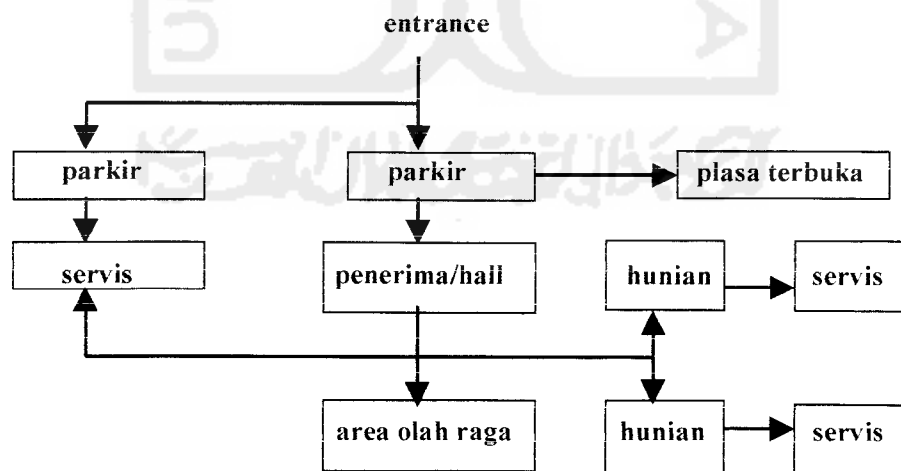 entrance
parkir
parkir
plasa terbuka
servis
penerima/hall
hunian
servis
area olah raga
hunian
servis